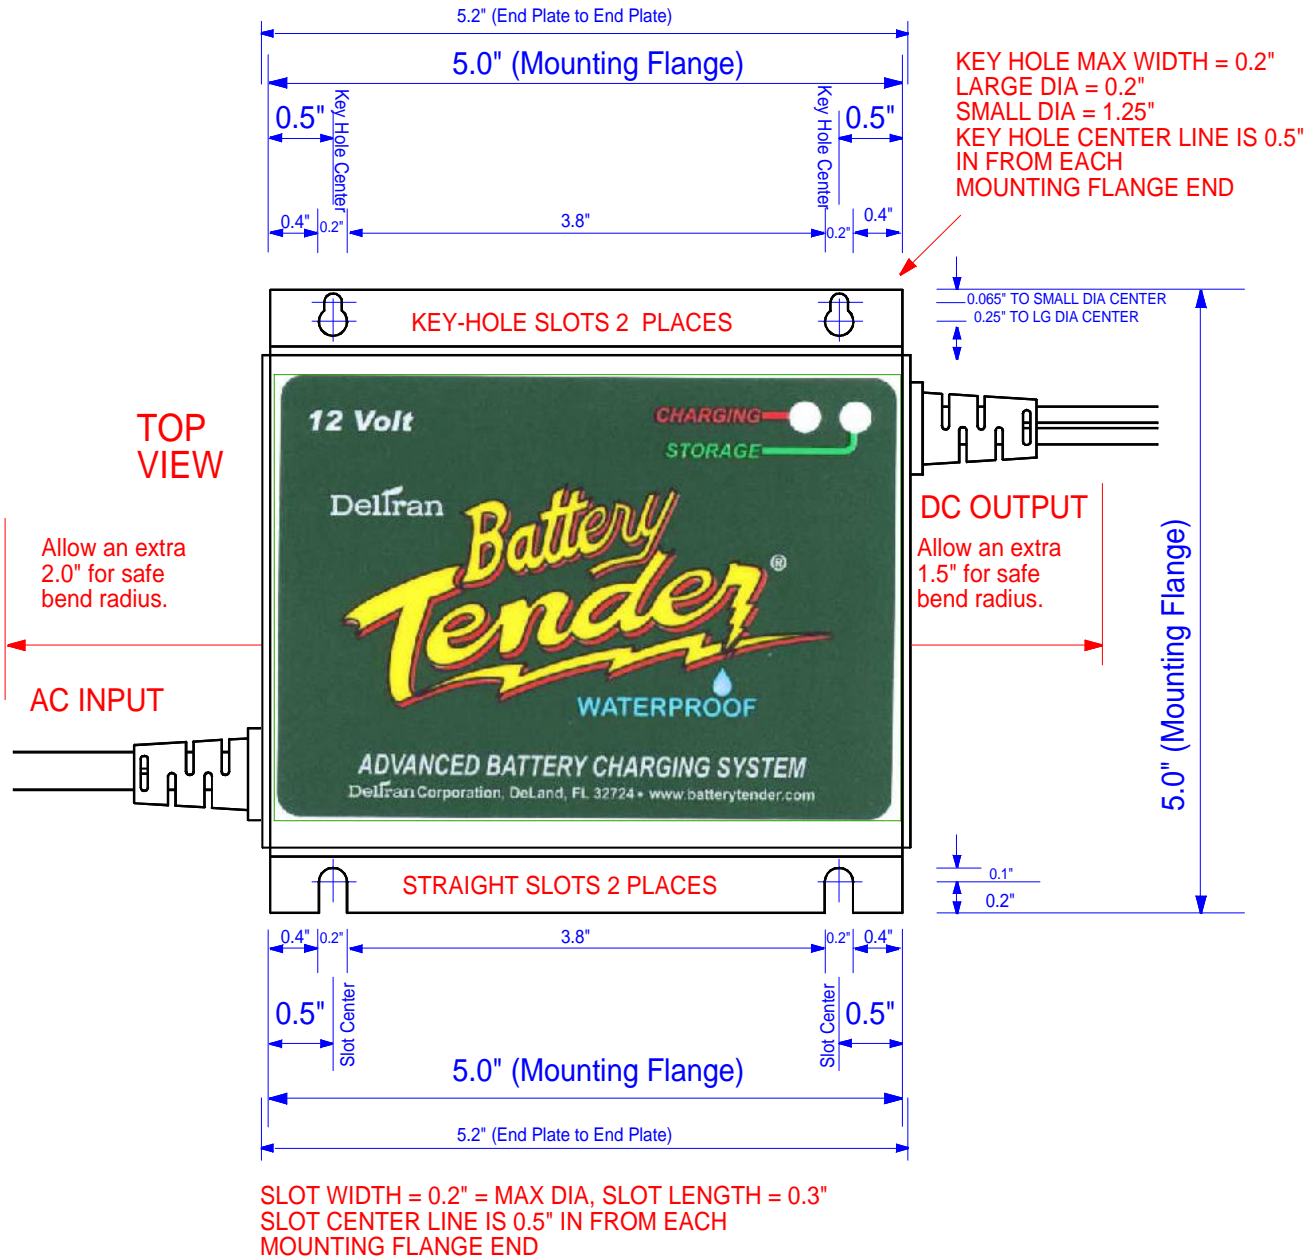 5.2" (End Plate to End Plate)
5.0" (Mounting Flange)
KEY HOLE MAX WIDTH = 0.2"
LARGE DIA = 0.2"
SMALL DIA = 1.25"
KEY HOLE CENTER LINE IS 0.5"
IN FROM EACH
MOUNTING FLANGE END
0.5"
Key Hole Center
Key Hole Center
0.5"
0.4"
0.2"
3.8"
0.2"
0.4"
0.065" TO SMALL DIA CENTER
0.25" TO LG DIA CENTER
KEY-HOLE SLOTS 2 PLACES
TOP
VIEW
12 Volt
CHARGING
STORAGE
Deltran
Battery
Tender®
WATERPROOF
ADVANCED BATTERY CHARGING SYSTEM
Deltran Corporation, DeLand, FL 32724 • www.batterytender.com
DC OUTPUT
Allow an extra
1.5" for safe
bend radius.
Allow an extra
2.0" for safe
bend radius.
AC INPUT
5.0" (Mounting Flange)
STRAIGHT SLOTS 2 PLACES
0.1"
0.2"
0.4"
0.2"
3.8"
0.2"
0.4"
0.5"
Slot Center
Slot Center
0.5"
5.0" (Mounting Flange)
5.2" (End Plate to End Plate)
SLOT WIDTH = 0.2" = MAX DIA, SLOT LENGTH = 0.3"
SLOT CENTER LINE IS 0.5" IN FROM EACH
MOUNTING FLANGE END